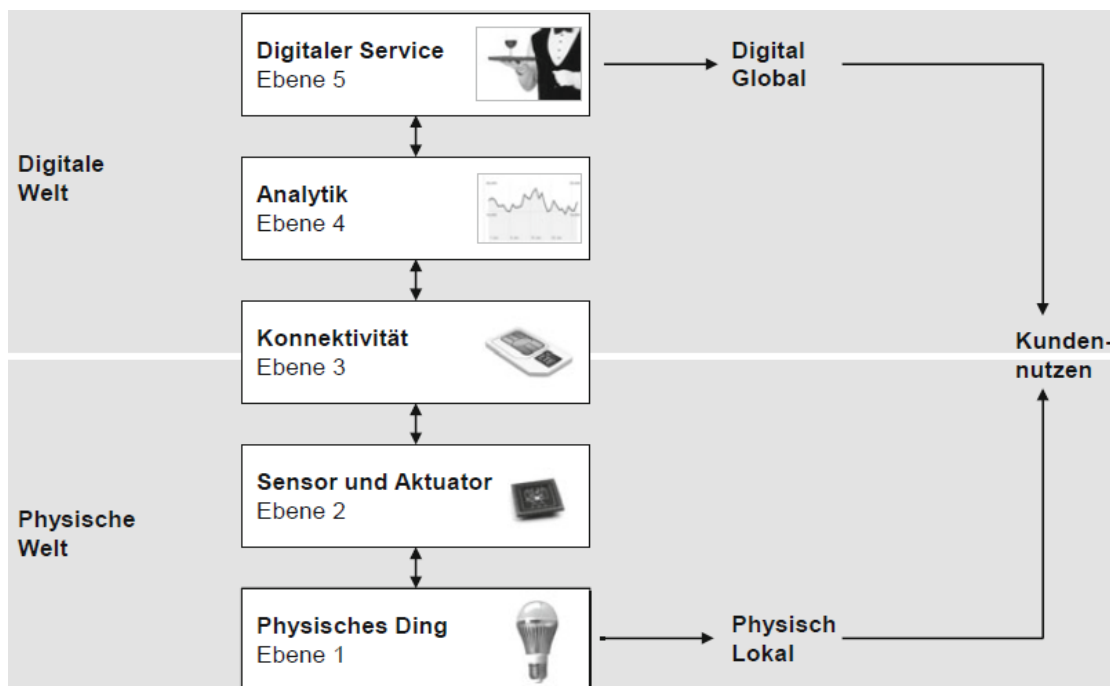 Digitaler Service
Ebene 5
Digital
Global
Digitale
Welt
Analytik
Ebene 4
Konnektivität
Ebene 3
Kunden-
nutzen
Sensor und Aktuator
Ebene 2
Physische
Welt
Physisches Ding
Ebene 1
Physisch
Lokal